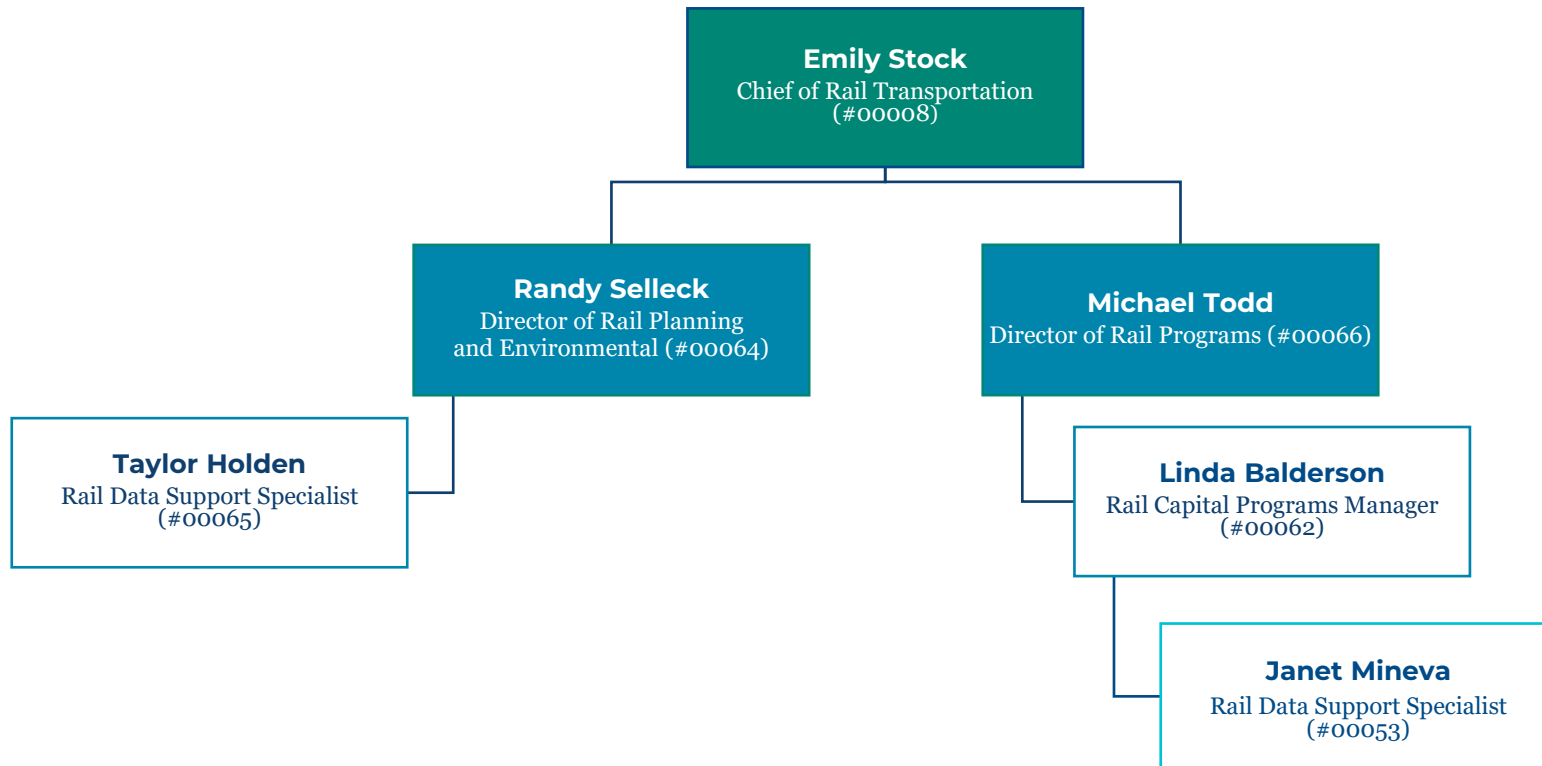 Emily Stock
Chief of Rail Transportation
(#00008)
Randy Selleck
Director of Rail Planning
and Environmental (#00064)
Michael Todd
Director of Rail Programs (#00066)
Taylor Holden
Rail Data Support Specialist
(#00065)
Linda Balderson
Rail Capital Programs Manager
(#00062)
Janet Mineva
Rail Data Support Specialist
(#00053)